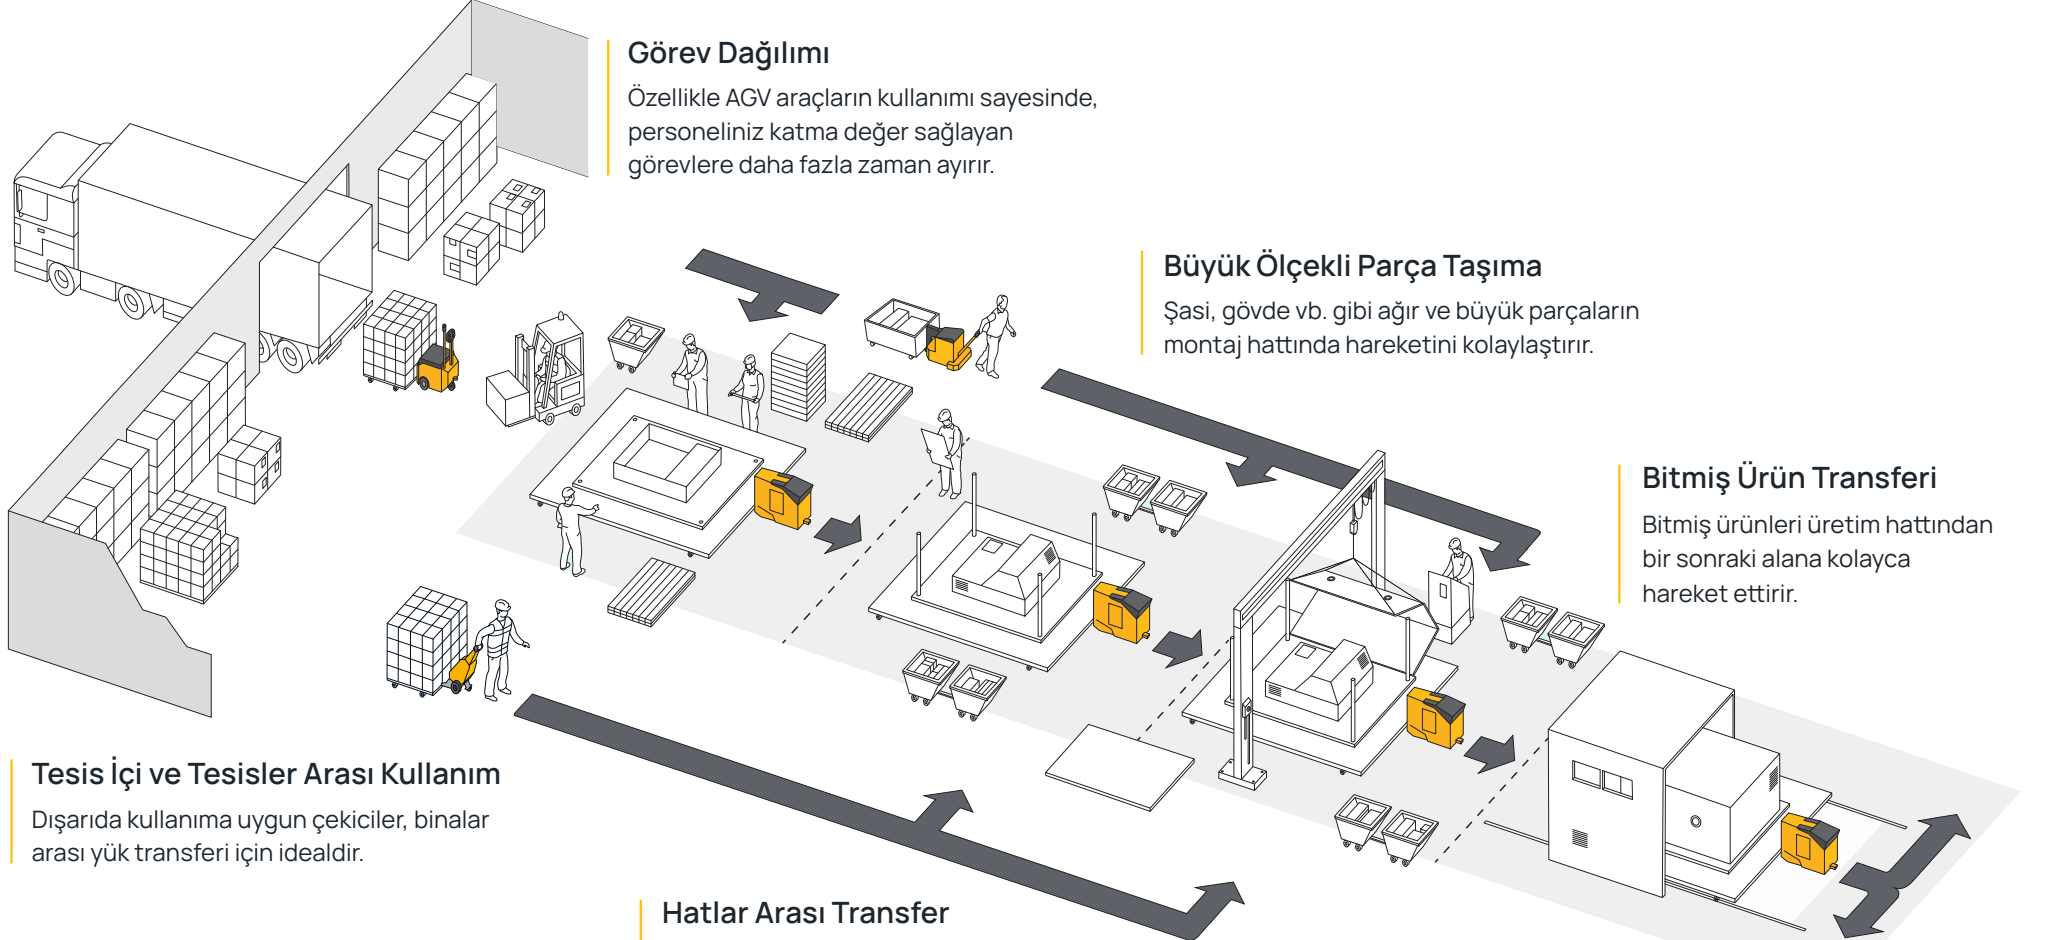 Görev Dağılımı
Özellikle AGV araçların kullanımı sayesinde,
personeliniz katma değer sağlayan
görevlere daha fazla zaman ayırır.
Büyük Ölçekli Parça Taşıma
Şasi, gövde vb. gibi ağır ve büyük parçaların
montaj hattında hareketini kolaylaştırır.
Bitmiş Ürün Transferi
Bitmiş ürünleri üretim hattından
bir sonraki alana kolayca
hareket ettirir.
Tesis İçi ve Tesisler Arası Kullanım
Dışarıda kullanıma uygun çekiciler, binalar
arası yük transferi için idealdir.
Hatlar Arası Transfer